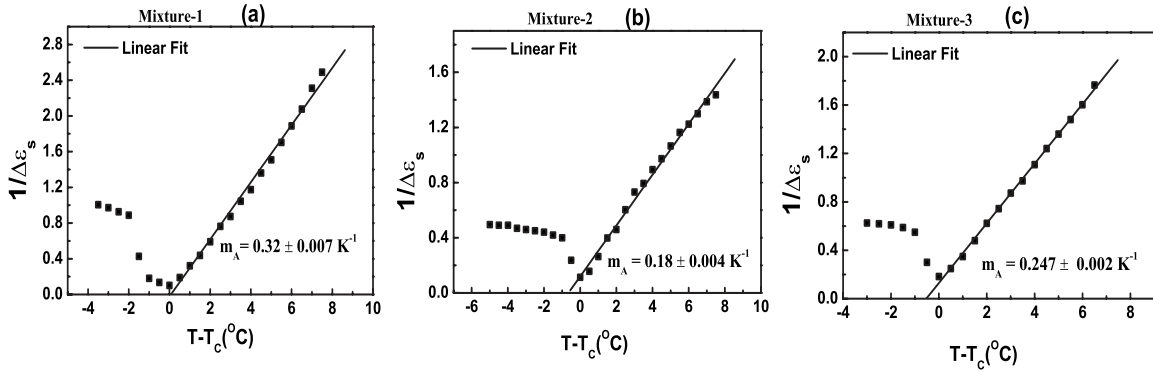 Mixture-1 (a)
Linear Fit
2.8
2.4
2.0
1.6
1.2
0.8
0.4
0.0
1/Δε_s
m_A = 0.32 ± 0.007 K^-1
-4 -2 0 2 4 6 8 10
T-T_C(^OC)
Mixture-2 (b)
Linear Fit
1.6
1.2
0.8
0.4
0.0
1/Δε_s
m_A = 0.18 ± 0.004 K^-1
-6 -4 -2 0 2 4 6 8 10
T-T_C(^OC)
Mixture-3 (c)
Linear Fit
2.0
1.6
1.2
0.8
0.4
0.0
1/Δε_s
m_A = 0.247 ± 0.002 K^-1
-4 -2 0 2 4 6 8
T-T_C(^OC)